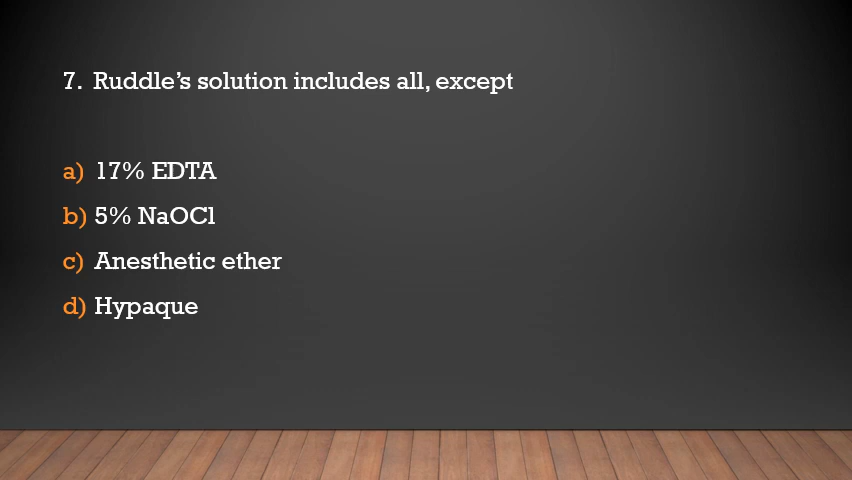 7. Ruddle’s solution includes all, except
a) 17% EDTA
b) 5% NaOCl
c) Anesthetic ether
d) Hypaque